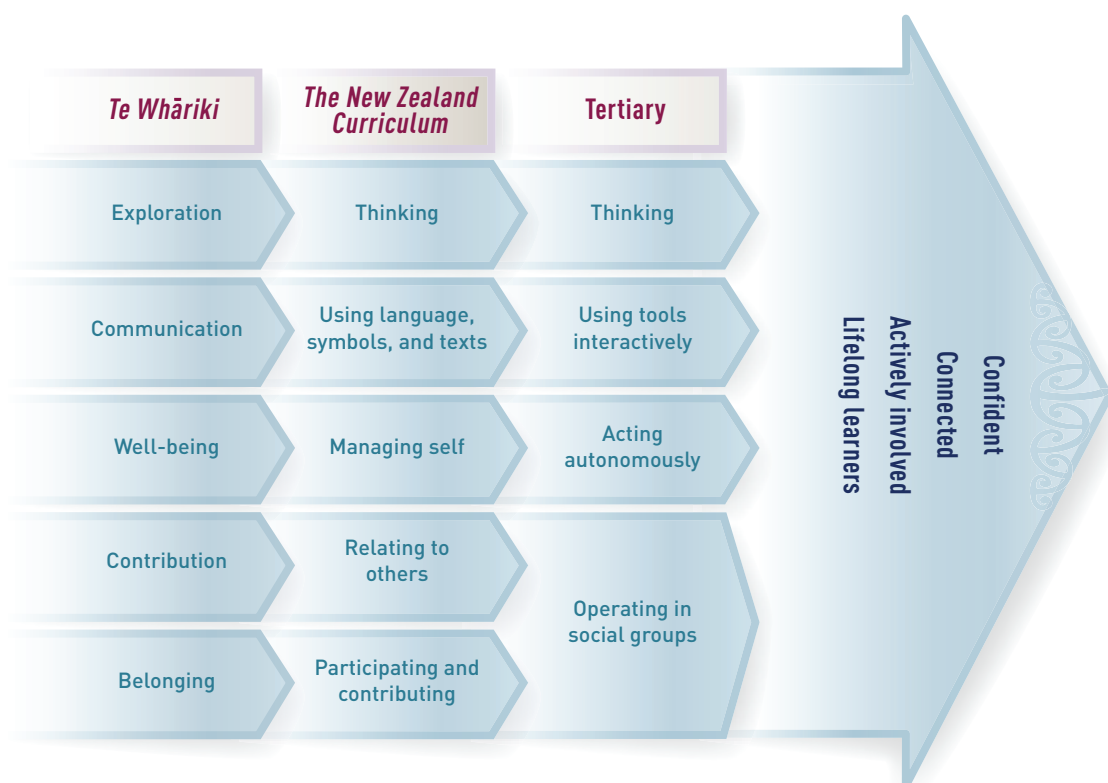 Te Whāriki
The New Zealand
Curriculum
Tertiary
Exploration
Thinking
Thinking
Communication
Using language,
symbols, and texts
Using tools
interactively
Well-being
Managing self
Acting
autonomously
Contribution
Relating to
others
Operating in
social groups
Belonging
Participating and
contributing
Confident
Connected
Actively involved
Lifelong learners